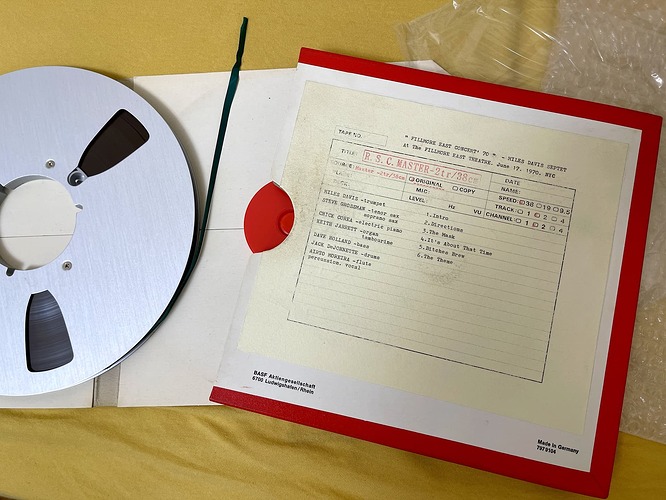 TAPE NO.
" FILLMORE EAST CONCERT' 70 " - MILES DAVIS SEPTET
At The FILLMORE EAST THEATRE. June 17. 1970, NYC
TITLE: R. S. C. MASTER-2tr/38cm
DATE
Master -2tr/38cm ORIGINAL COPY
NAME:
MIC.
SPEED: 38 19 9.5
LEVEL: Hz VU
TRACK 1 2 4
CHANNEL: 1 2 4
MILES DAVIS -trumpet
STEVE GROSSMAN -tenor sax
soprano sax
CHICK COREA -electric piano
KEITH JARRETT -organ
tambourine
DAVE HOLLAND -bass
JACK DeJOHNETTE -drums
AIRTO MOREIRA -flute
percussion, vocal
1.Intro
2.Directions
3.The Mask
4.It's About That Time
5.Bitches Brew
6.The Theme
BASF Aktiengesellschaft
6700 Ludwigshafen/Rhein
Made in Germany